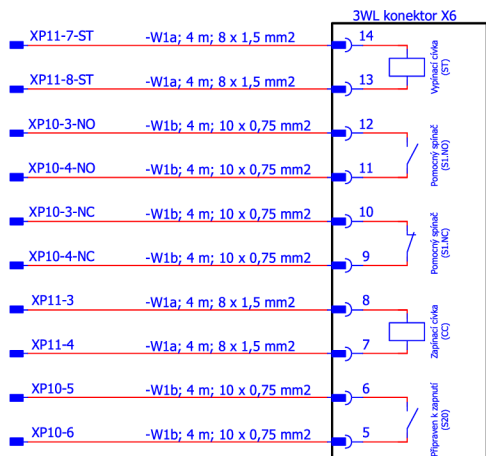 3WL konektor X6
XP11-7-ST -W1a; 4 m; 8 x 1,5 mm2 14
XP11-8-ST -W1a; 4 m; 8 x 1,5 mm2 13
Vypínací cívka
(ST)
XP10-3-NO -W1b; 4 m; 10 x 0,75 mm2 12
XP10-4-NO -W1b; 4 m; 10 x 0,75 mm2 11
Pomocný spínač
(S1.NO)
XP10-3-NC -W1b; 4 m; 10 x 0,75 mm2 10
XP10-4-NC -W1b; 4 m; 10 x 0,75 mm2 9
Pomocný spínač
(S1.NC)
XP11-3 -W1a; 4 m; 8 x 1,5 mm2 8
XP11-4 -W1a; 4 m; 8 x 1,5 mm2 7
Zapínací cívka
(CC)
XP10-5 -W1b; 4 m; 10 x 0,75 mm2 6
XP10-6 -W1b; 4 m; 10 x 0,75 mm2 5
Připraven k zapnutí
(S20)